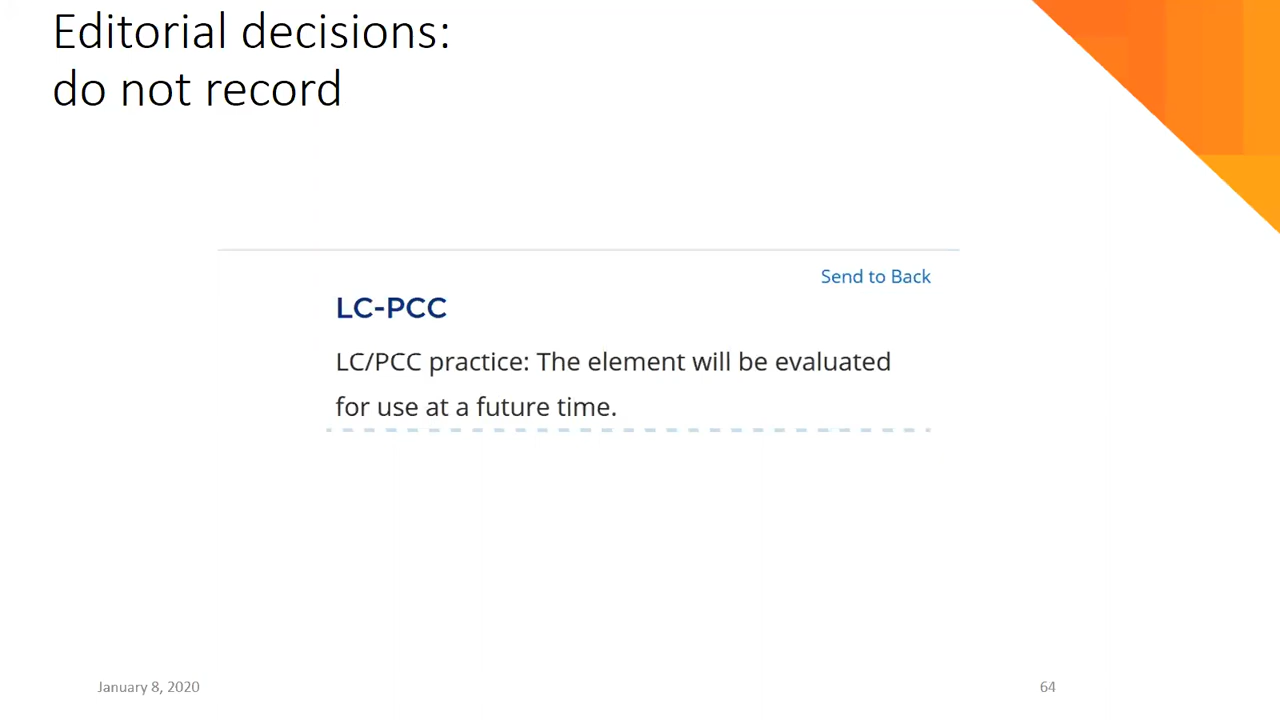 Editorial decisions:
do not record
Send to Back
LC-PCC
LC/PCC practice: The element will be evaluated
for use at a future time.
January 8, 2020
64